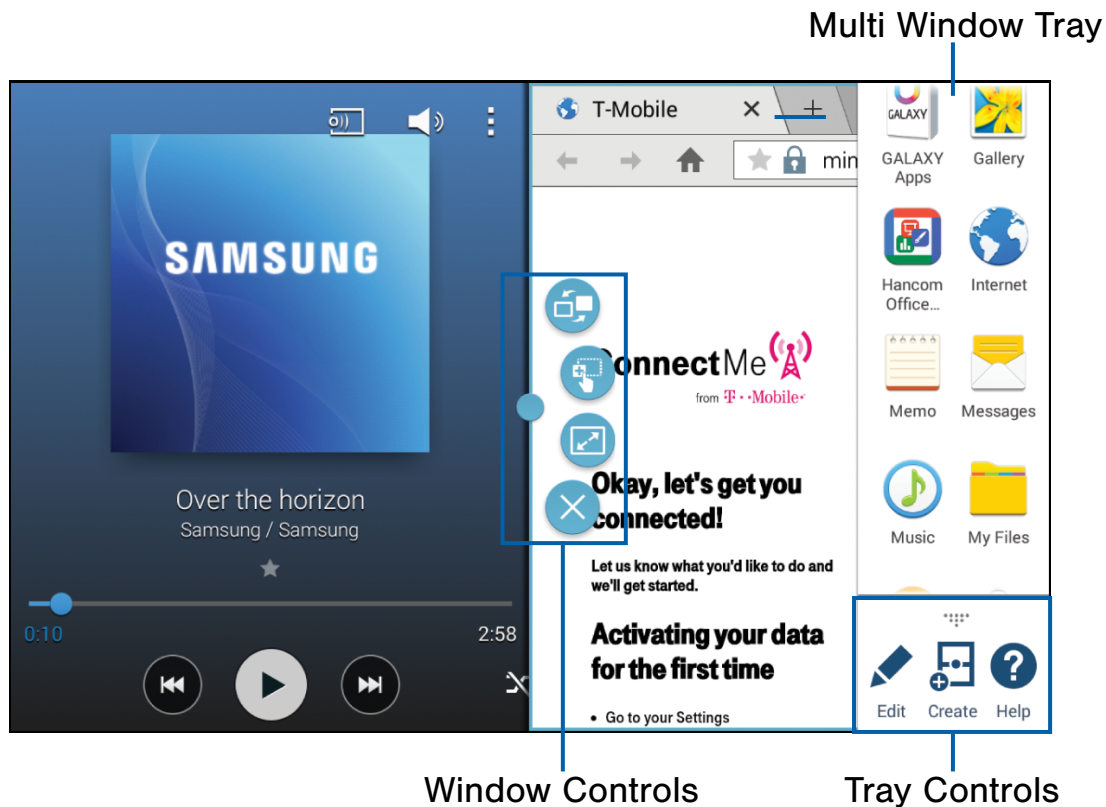 Multi Window Tray
SAMSUNG
Over the horizon
Samsung / Samsung
0:10
2:58
T-Mobile
min
onnectMe
from T··Mobile·
Okay, let's get you
connected!
Let us know what you'd like to do and
we'll get started.
Activating your data
for the first time
• Go to your Settings
GALAXY
GALAXY
Apps
Gallery
Hancom
Office...
Internet
Memo
Messages
Music
My Files
Edit
Create
Help
Window Controls
Tray Controls